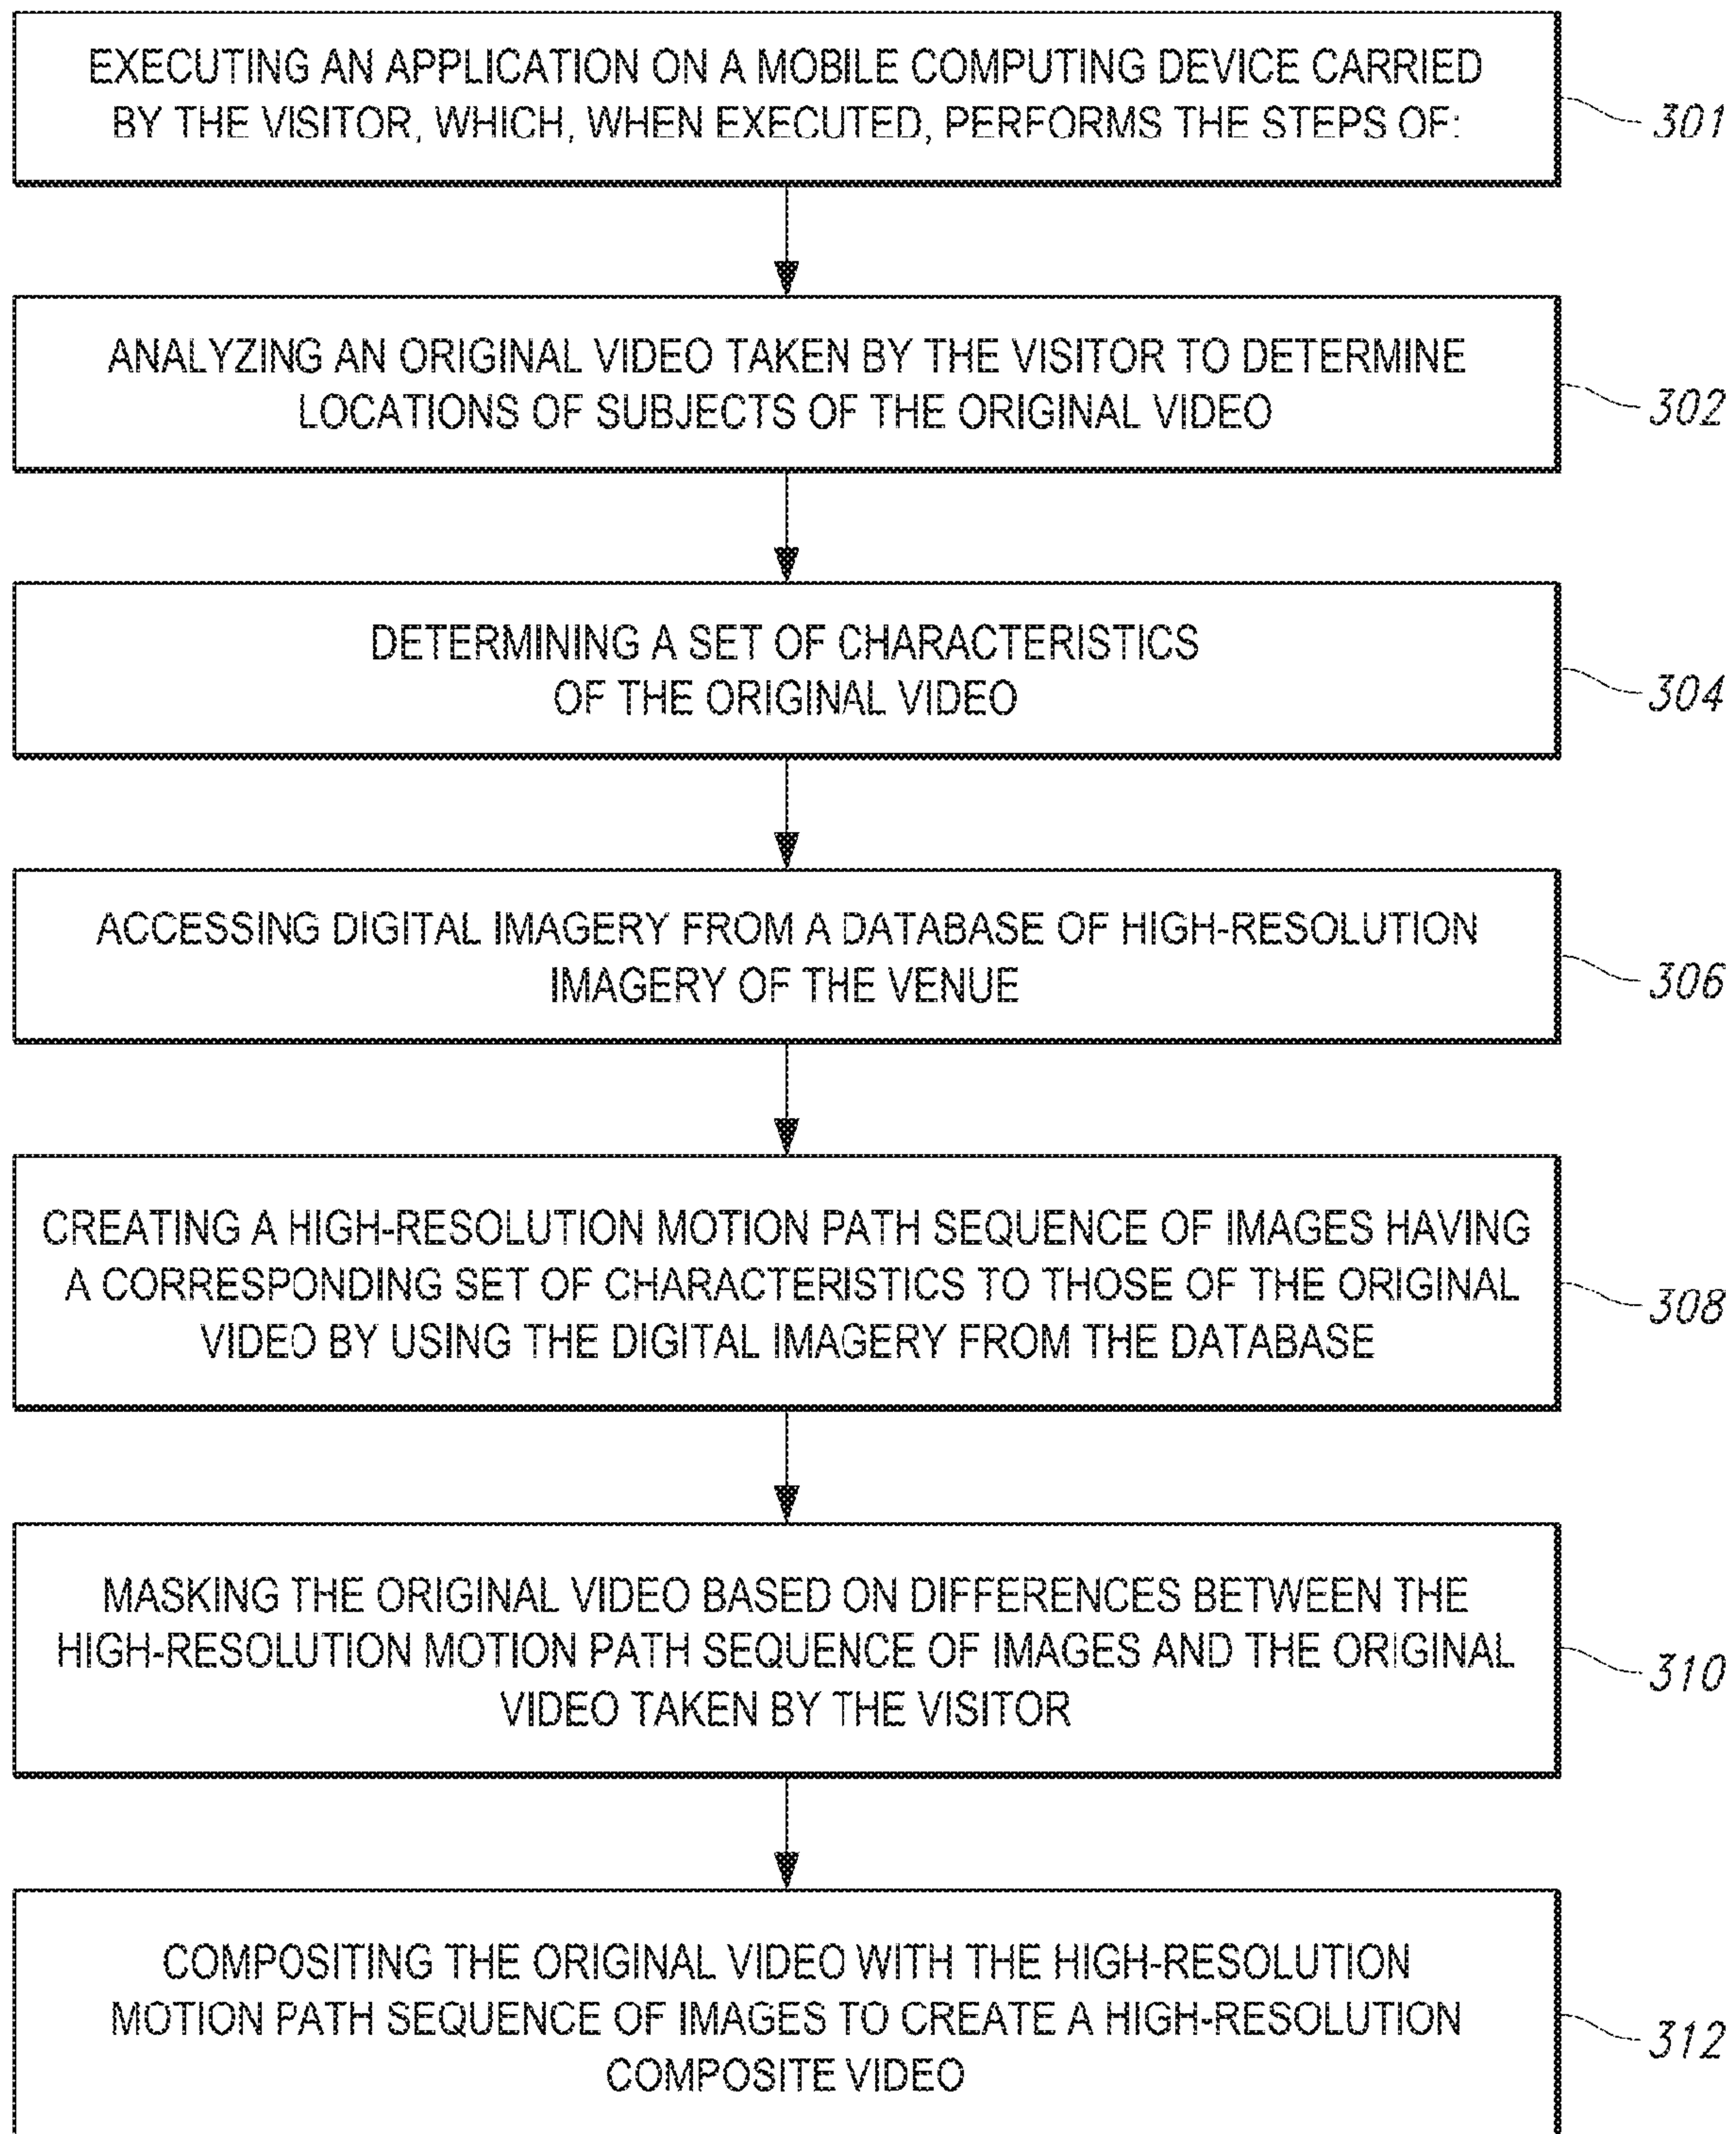 EXECUTING AN APPLICATION ON A MOBILE COMPUTING DEVICE CARRIED
BY THE VISITOR, WHICH, WHEN EXECUTED, PERFORMS THE STEPS OF:
301
ANALYZING AN ORIGINAL VIDEO TAKEN BY THE VISITOR TO DETERMINE
LOCATIONS OF SUBJECTS OF THE ORIGINAL VIDEO
302
DETERMINING A SET OF CHARACTERISTICS
OF THE ORIGINAL VIDEO
304
ACCESSING DIGITAL IMAGERY FROM A DATABASE OF HIGH-RESOLUTION
IMAGERY OF THE VENUE
306
CREATING A HIGH-RESOLUTION MOTION PATH SEQUENCE OF IMAGES HAVING
A CORRESPONDING SET OF CHARACTERISTICS TO THOSE OF THE ORIGINAL
VIDEO BY USING THE DIGITAL IMAGERY FROM THE DATABASE
308
MASKING THE ORIGINAL VIDEO BASED ON DIFFERENCES BETWEEN THE
HIGH-RESOLUTION MOTION PATH SEQUENCE OF IMAGES AND THE ORIGINAL
VIDEO TAKEN BY THE VISITOR
310
COMPOSITING THE ORIGINAL VIDEO WITH THE HIGH-RESOLUTION
MOTION PATH SEQUENCE OF IMAGES TO CREATE A HIGH-RESOLUTION
COMPOSITE VIDEO
312